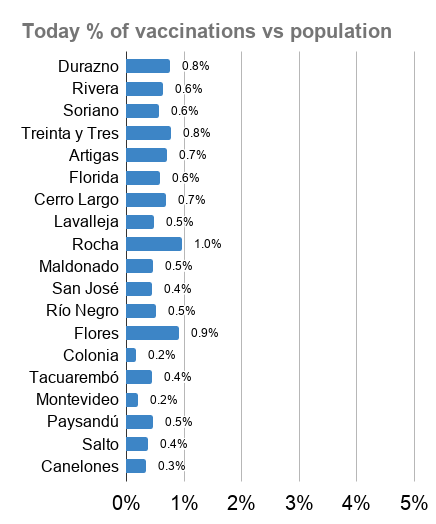 Today % of vaccinations vs population
Durazno 0.8%
Rivera 0.6%
Soriano 0.6%
Treinta y Tres 0.8%
Artigas 0.7%
Florida 0.6%
Cerro Largo 0.7%
Lavalleja 0.5%
Rocha 1.0%
Maldonado 0.5%
San José 0.4%
Río Negro 0.5%
Flores 0.9%
Colonia 0.2%
Tacuarembó 0.4%
Montevideo 0.2%
Paysandú 0.5%
Salto 0.4%
Canelones 0.3%
0% 1% 2% 3% 4% 5%